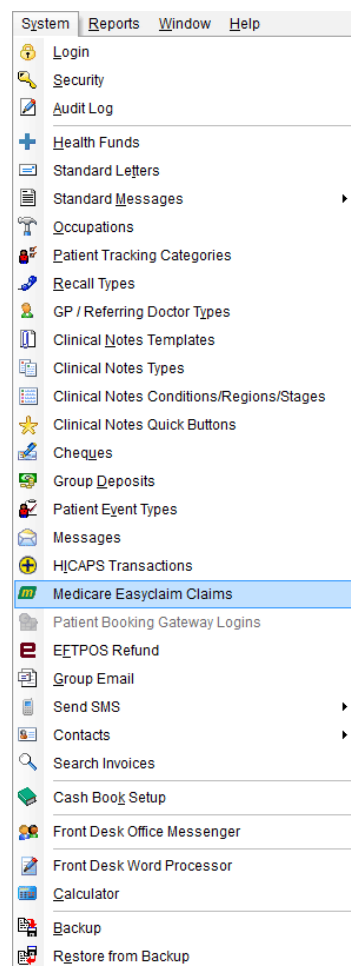 System Reports Window Help
Login
Security
Audit Log
Health Funds
Standard Letters
Standard Messages
Occupations
Patient Tracking Categories
Recall Types
GP / Referring Doctor Types
Clinical Notes Templates
Clinical Notes Types
Clinical Notes Conditions/Regions/Stages
Clinical Notes Quick Buttons
Cheques
Group Deposits
Patient Event Types
Messages
HICAPS Transactions
Medicare Easyclaim Claims
Patient Booking Gateway Logins
EFTPOS Refund
Group Email
Send SMS
Contacts
Search Invoices
Cash Book Setup
Front Desk Office Messenger
Front Desk Word Processor
Calculator
Backup
Restore from Backup